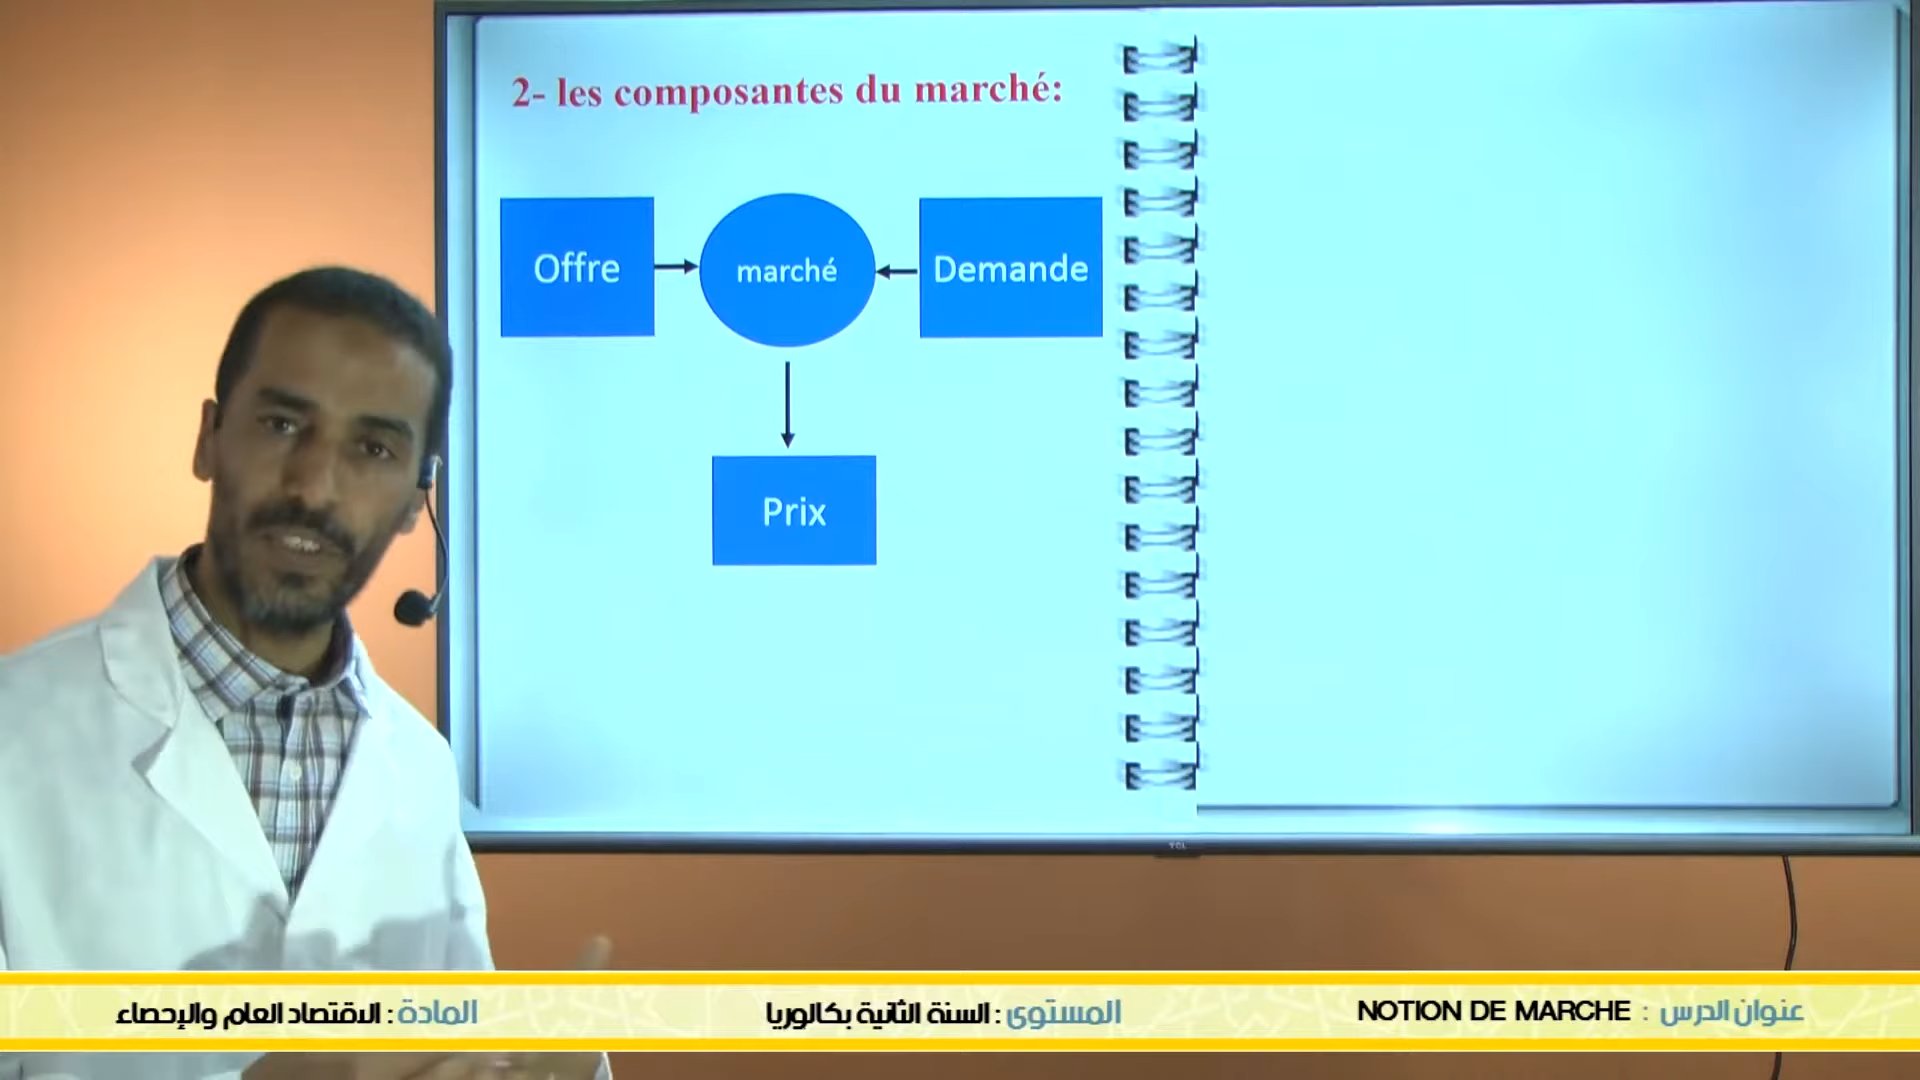 2- les composantes du marché:
Offre
marché
Demande
Prix
TCL
عنوان الدرس : NOTION DE MARCHE
المستوى : السنة الثانية بكالوريا
المادة : الاقتصاد العام والإحصاء